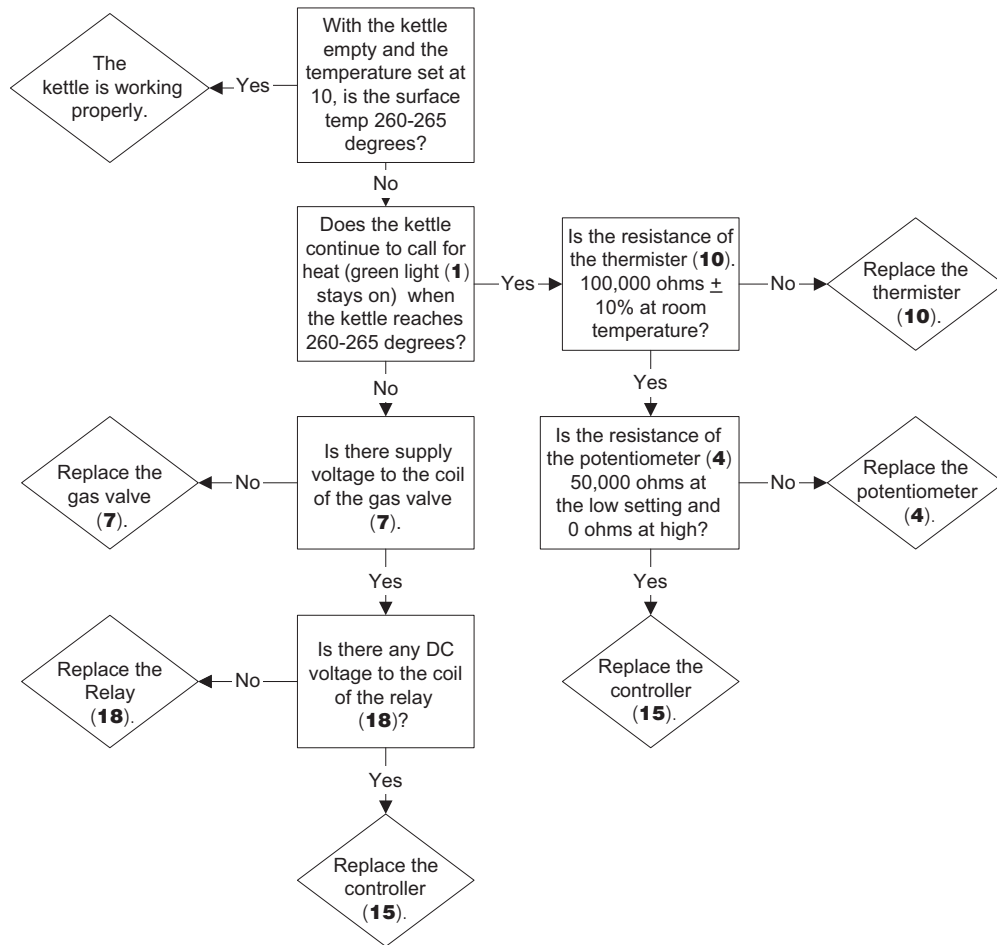 The
kettle is working
properly.
Yes
With the kettle
empty and the
temperature set at
10, is the surface
temp 260-265
degrees?
No
Does the kettle
continue to call for
heat (green light (1)
stays on) when
the kettle reaches
260-265 degrees?
Yes
Is the resistance of
the thermister (10).
100,000 ohms ±
10% at room
temperature?
No
Replace the
thermister
(10).
No
Yes
Replace the
gas valve
(7).
No
Is there supply
voltage to the coil
of the gas valve
(7).
Is the resistance of
the potentiometer (4)
50,000 ohms at
the low setting and
0 ohms at high?
No
Replace the
potentiometer
(4).
Yes
Yes
Replace the
Relay
(18).
No
Is there any DC
voltage to the coil
of the relay
(18)?
Replace the
controller
(15).
Yes
Replace the
controller
(15).